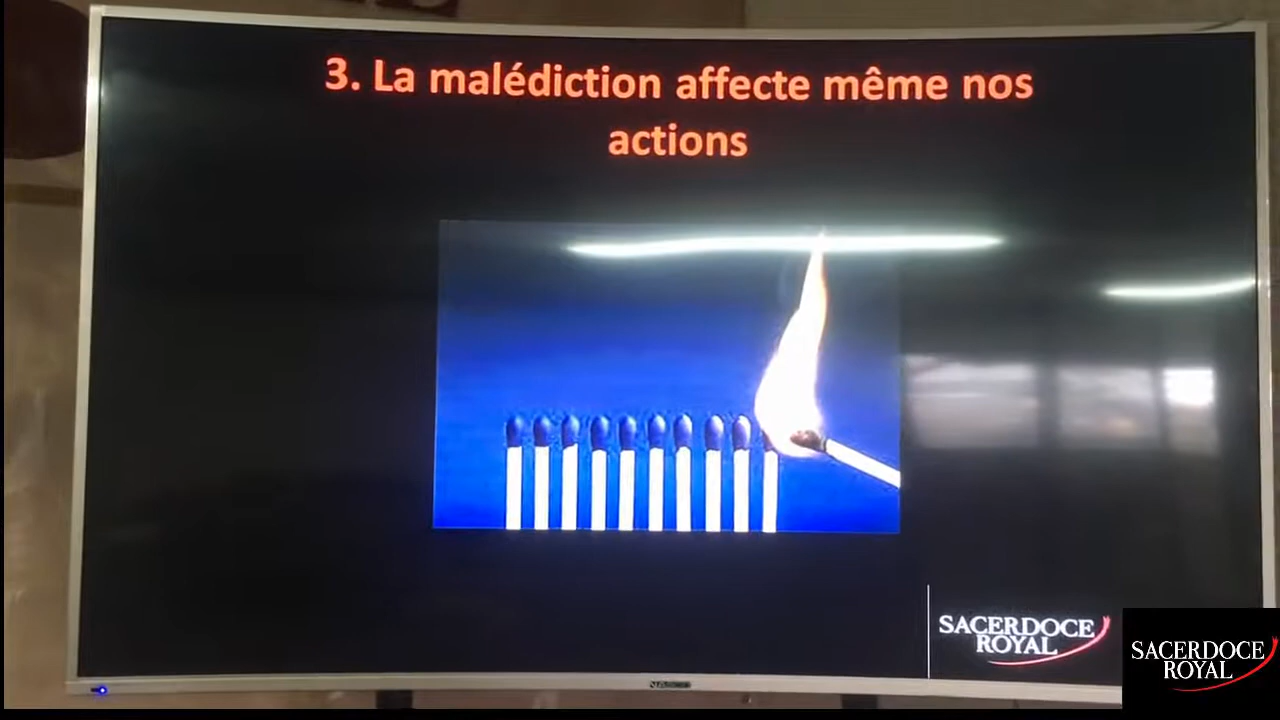 3. La malédiction affecte même nos
actions
SACERDOCE
ROYAL
SACERDOCE
ROYAL